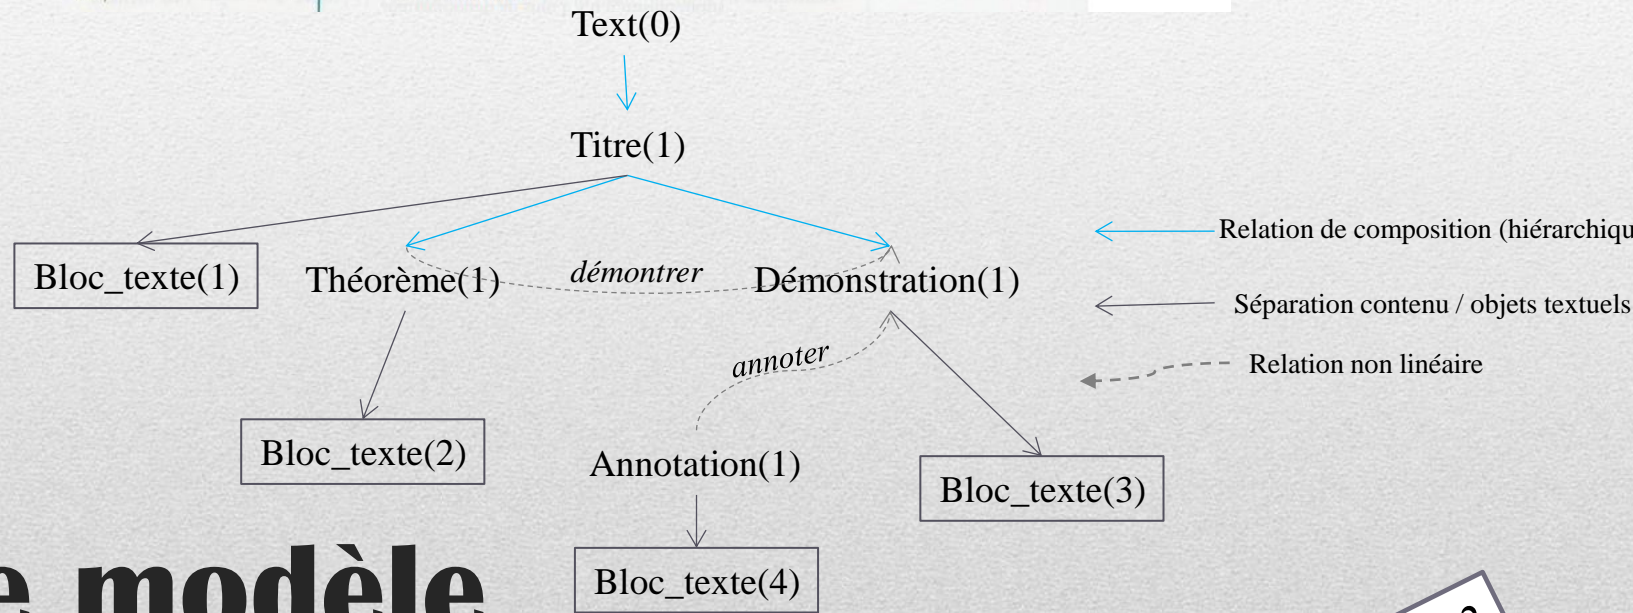 Text(0)
Titre(1)
Relation de composition (hiérarchiqu
Bloc_texte(1)
Théorème(1)
démontrer
Démonstration(1)
Séparation contenu / objets textuels
annoter
Relation non linéaire
Bloc_texte(2)
Annotation(1)
Bloc_texte(3)
e modèle
Bloc_texte(4)